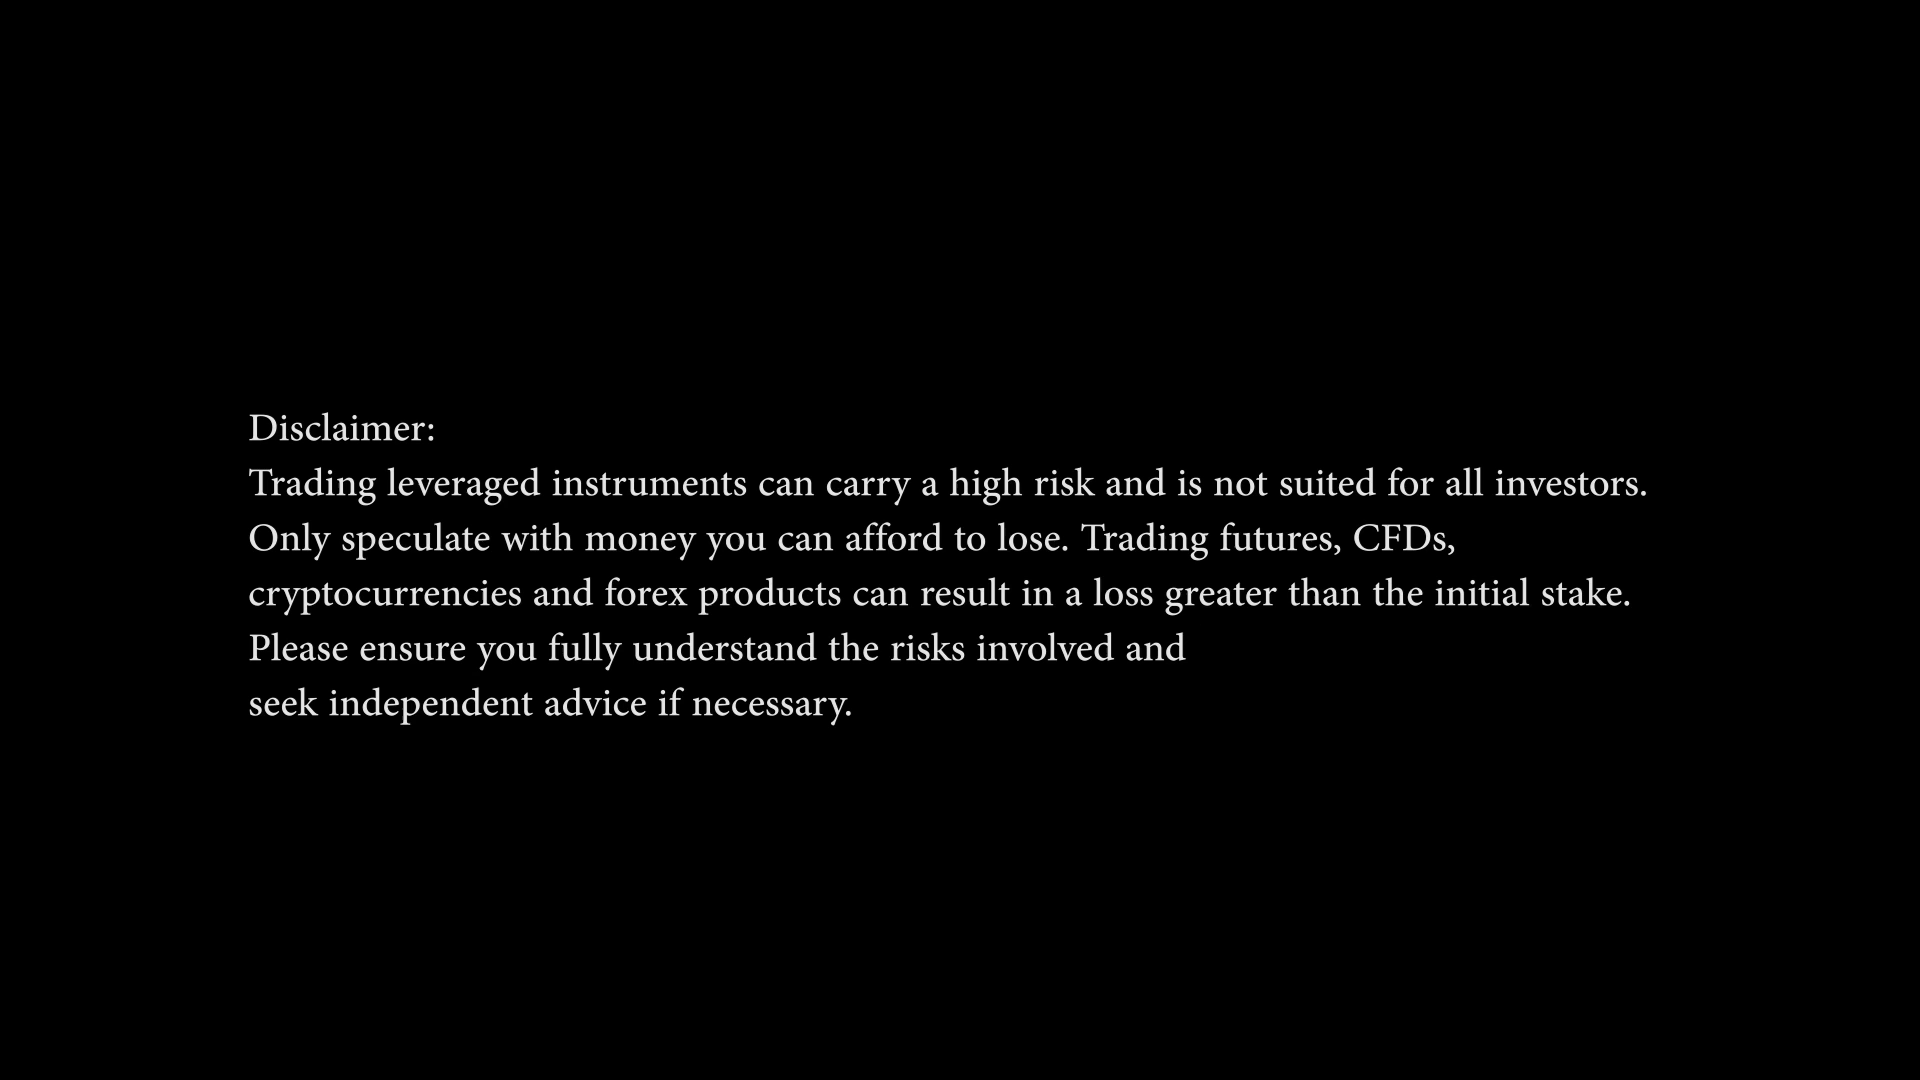 Disclaimer:
Trading leveraged instruments can carry a high risk and is not suited for all investors.
Only speculate with money you can afford to lose. Trading futures, CFDs,
cryptocurrencies and forex products can result in a loss greater than the initial stake.
Please ensure you fully understand the risks involved and
seek independent advice if necessary.